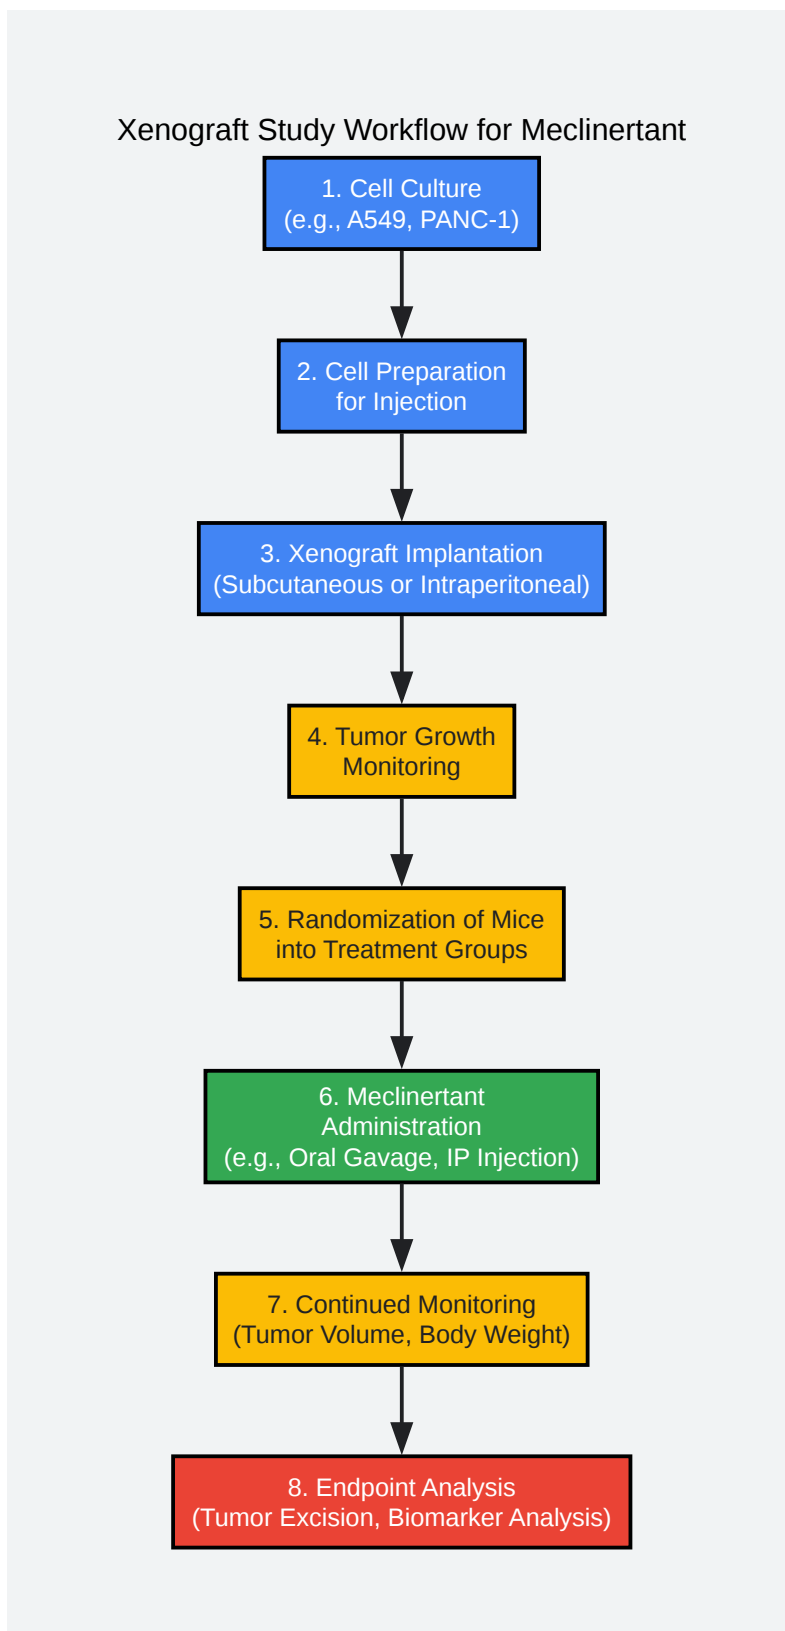 Xenograft Study Workflow for Meclinertant
1. Cell Culture
(e.g., A549, PANC-1)
2. Cell Preparation
for Injection
3. Xenograft Implantation
(Subcutaneous or Intraperitoneal)
4. Tumor Growth
Monitoring
5. Randomization of Mice
into Treatment Groups
6. Meclinertant
Administration
(e.g., Oral Gavage, IP Injection)
7. Continued Monitoring
(Tumor Volume, Body Weight)
8. Endpoint Analysis
(Tumor Excision, Biomarker Analysis)